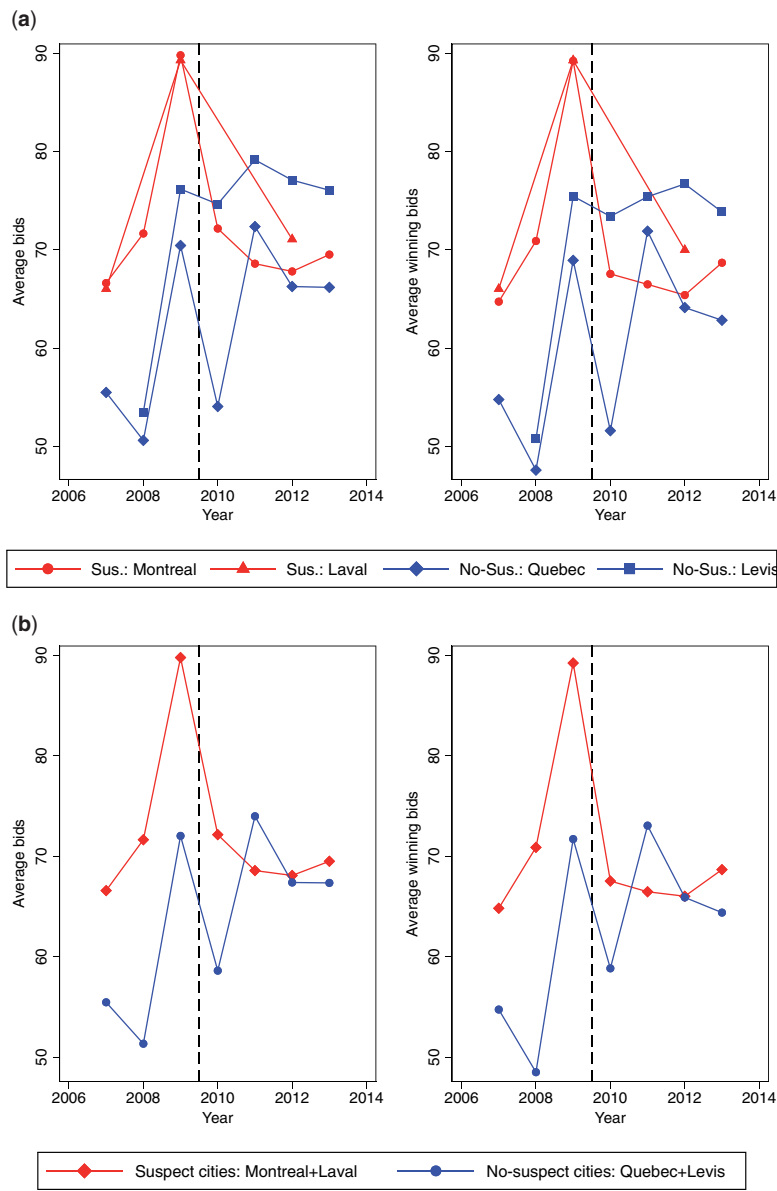 (a)
90
80
70
60
50
Average bids
2006 2008 2010 2012 2014
Year
90
80
70
60
50
Average winning bids
2006 2008 2010 2012 2014
Year
Sus.: Montreal Sus.: Laval No-Sus.: Quebec No-Sus.: Levis
(b)
90
80
70
60
50
Average bids
2006 2008 2010 2012 2014
Year
90
80
70
60
50
Average winning bids
2006 2008 2010 2012 2014
Year
Suspect cities: Montreal+Laval No-suspect cities: Quebec+Levis